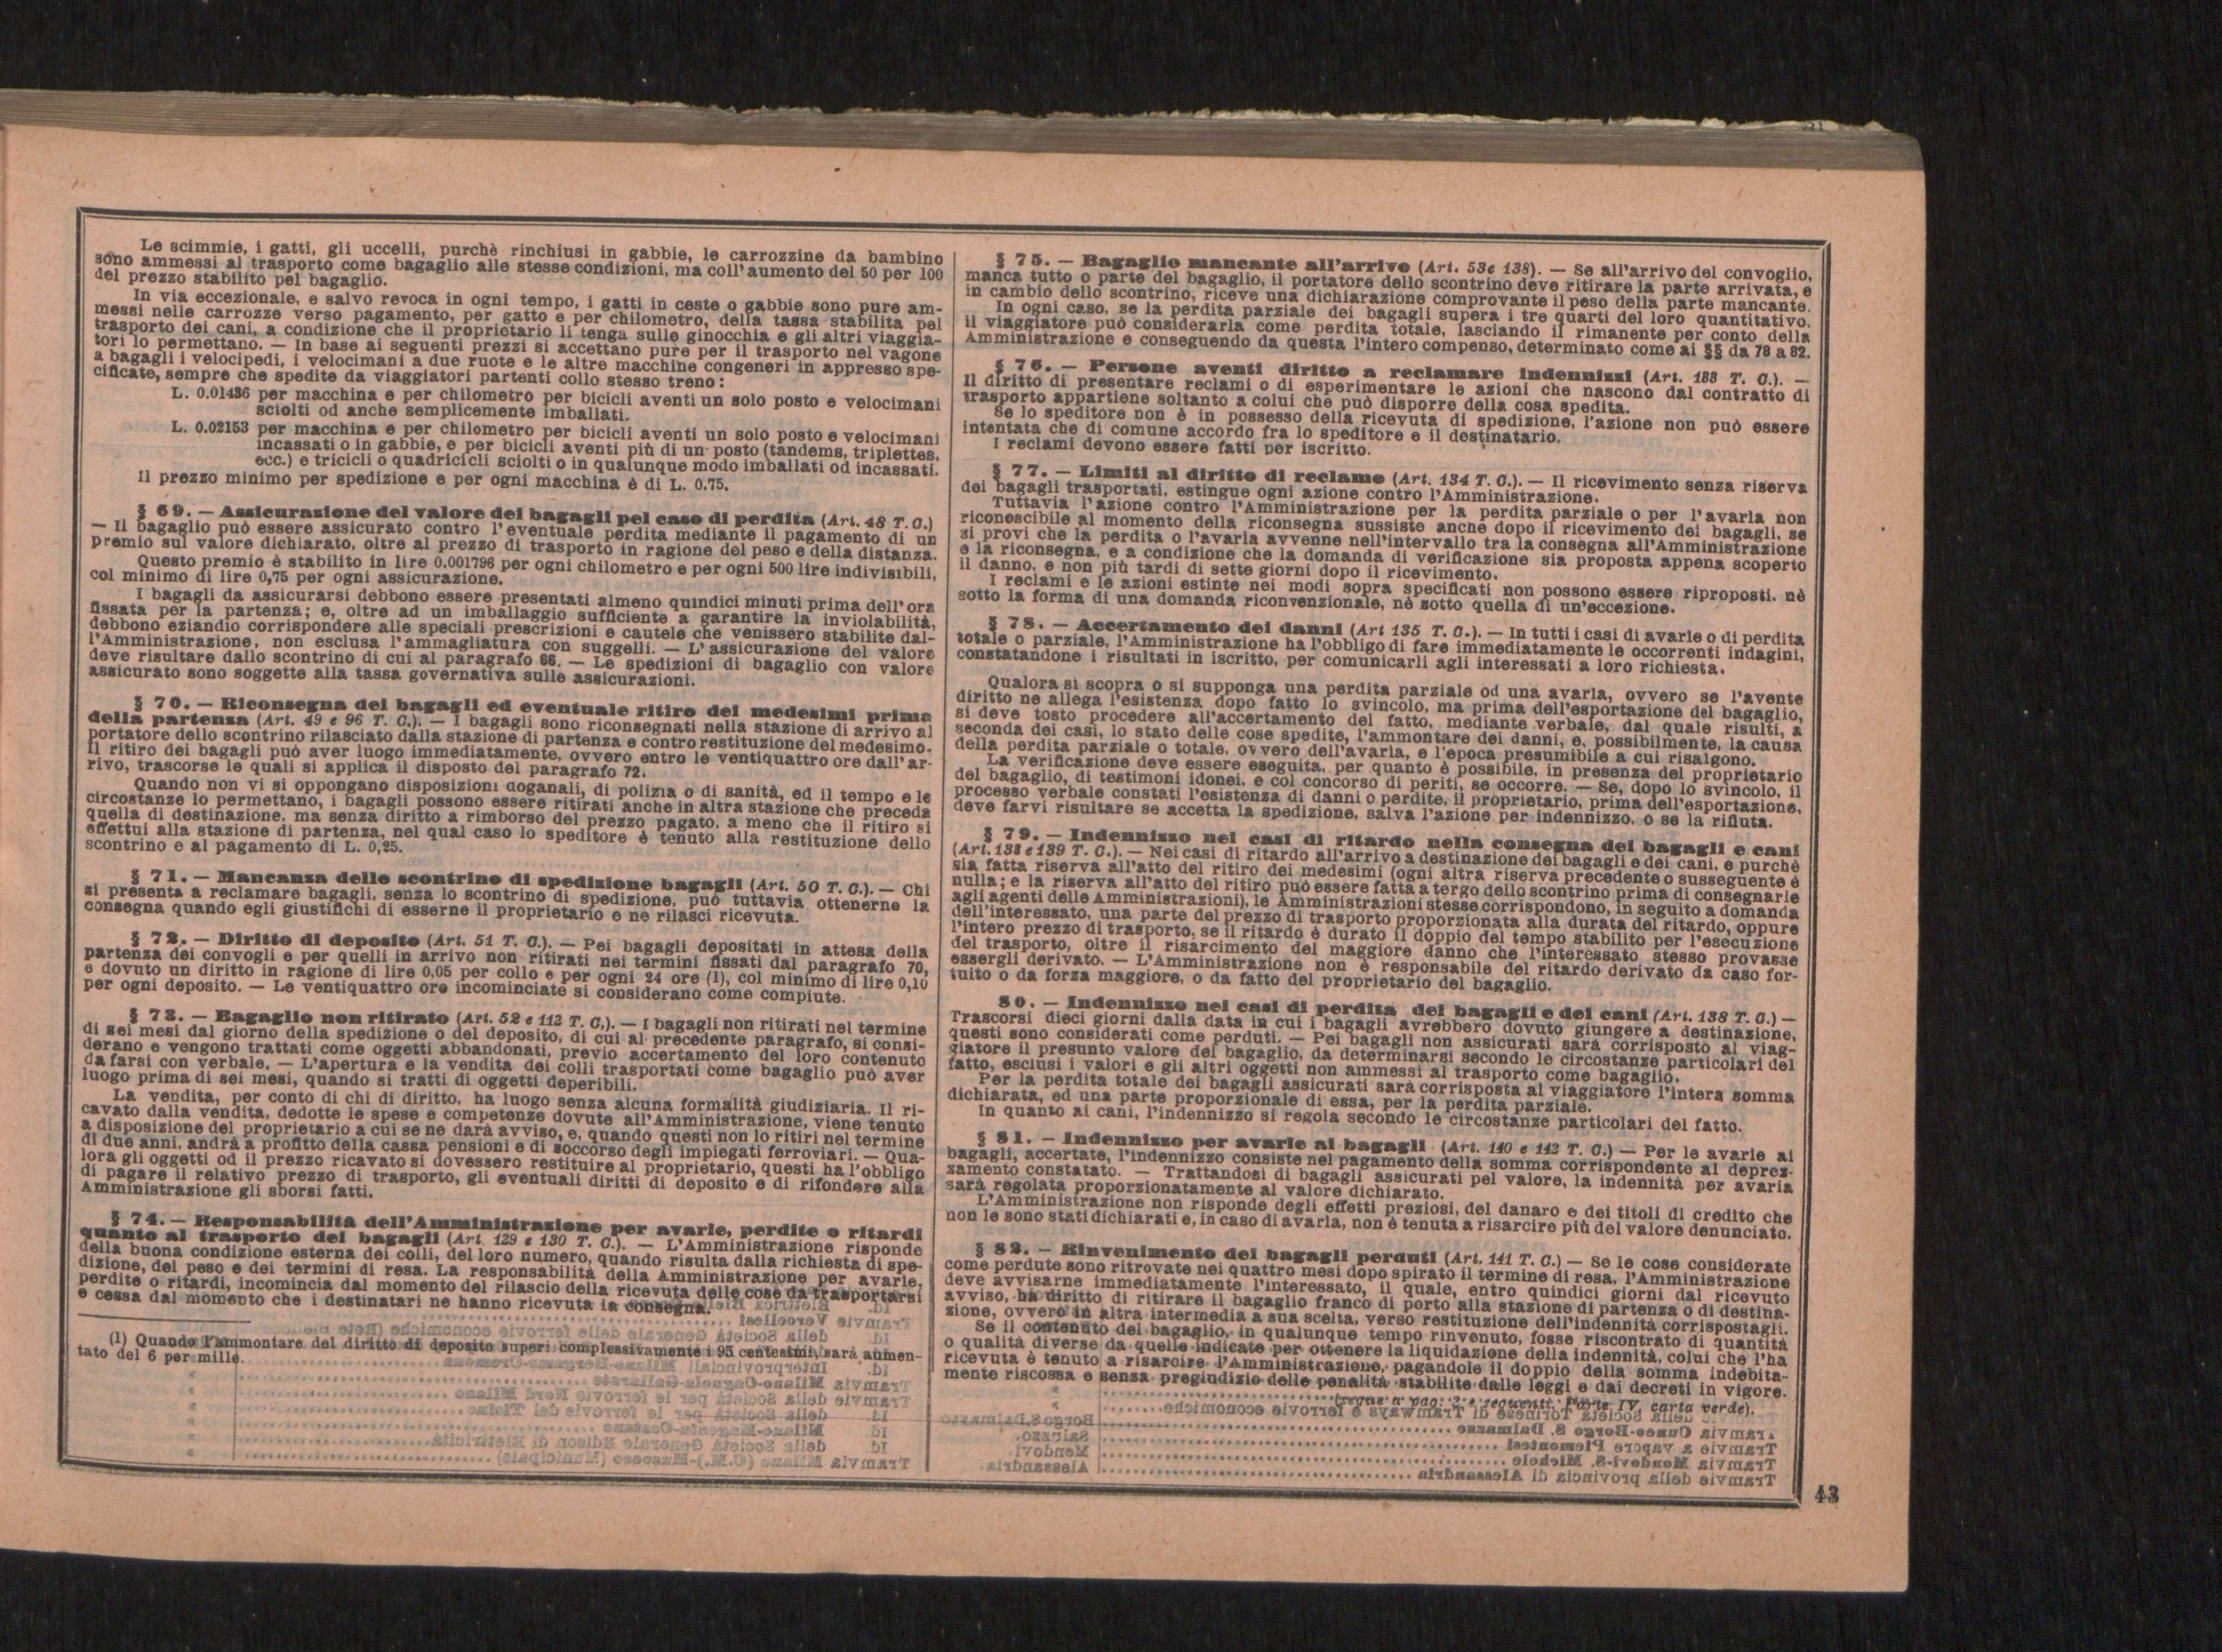 Le scimmie, i gatti, gli uccelli, purchè rinchiusi in gabbie, le carrozzine da bambino
sono ammessi al trasporto come bagaglio alle stesse condizioni, ma coll'aumento del 50 per 100
del prezzo stabilito pel bagaglio.
In via eccezionale, e salvo revoca in ogni tempo, i gatti in ceste o gabbie sono pure am-
messi nelle carrozze verso pagamento, per gatto e per chilometro, della tassa stabilita pel
trasporto dei cani, a condizione che il proprietario li tenga sulle ginocchia e gli altri viaggia-
tori lo permettano. — In base ai seguenti prezzi si accettano pure per il trasporto nel vagone
a bagagli i velocipedi, i velocimani a due ruote e le altre macchine congeneri in appresso spe-
cificate, sempre che spedite da viaggiatori partenti collo stesso treno:
L. 0.01436 per macchina e per chilometro per bicicli aventi un solo posto e velocimani
sciolti od anche semplicemente imballati.
L. 0.02153 per macchina e per chilometro per bicicli aventi un solo posto e velocimani
incassati o in gabbie, e per bicicli aventi più di un posto (tandems, triplettes,
ecc.) e tricicli o quadricicli sciolti o in qualunque modo imballati od incassati.
Il prezzo minimo per spedizione e per ogni macchina è di L. 0.75.
§ 69. — Assicurazione del valore dei bagagli pel caso di perdita (Art. 48 T. C.)
— Il bagaglio può essere assicurato contro l'eventuale perdita mediante il pagamento di un
premio sul valore dichiarato, oltre al prezzo di trasporto in ragione del peso e della distanza.
Questo premio è stabilito in lire 0.001796 per ogni chilometro e per ogni 500 lire indivisibili,
col minimo di lire 0,75 per ogni assicurazione.
I bagagli da assicurarsi debbono essere presentati almeno quindici minuti prima dell'ora
fissata per la partenza; e, oltre ad un imballaggio sufficiente a garantire la inviolabilità,
debbono eziandio corrispondere alle speciali prescrizioni e cautele che venissero stabilite dal-
l'Amministrazione, non esclusa l'ammagliatura con suggelli. — L'assicurazione del valore
deve risultare dallo scontrino di cui al paragrafo 66. — Le spedizioni di bagaglio con valore
assicurato sono soggette alla tassa governativa sulle assicurazioni.
§ 70. — Riconsegna dei bagagli ed eventuale ritiro dei medesimi prima
della partenza (Art. 49 e 96 T. C.). — I bagagli sono riconsegnati nella stazione di arrivo al
portatore dello scontrino rilasciato dalla stazione di partenza e contro restituzione del medesimo.
Il ritiro dei bagagli può aver luogo immediatamente, ovvero entro le ventiquattro ore dall'ar-
rivo, trascorse le quali si applica il disposto del paragrafo 72.
Quando non vi si oppongano disposizioni doganali, di polizia o di sanità, ed il tempo e le
circostanze lo permettano, i bagagli possono essere ritirati anche in altra stazione che preceda
quella di destinazione, ma senza diritto a rimborso del prezzo pagato, a meno che il ritiro si
effettui alla stazione di partenza, nel qual caso lo speditore è tenuto alla restituzione dello
scontrino e al pagamento di L. 0,25.
§ 71. — Mancanza dello scontrino di spedizione bagagli (Art. 50 T. C.). — Chi
si presenta a reclamare bagagli, senza lo scontrino di spedizione, può tuttavia ottenerne la
consegna quando egli giustifichi di esserne il proprietario e ne rilasci ricevuta.
§ 72. — Diritto di deposito (Art. 51 T. C.). — Pei bagagli depositati in attesa della
partenza dei convogli e per quelli in arrivo non ritirati nei termini fissati dal paragrafo 70,
e dovuto un diritto in ragione di lire 0,05 per collo e per ogni 24 ore (1), col minimo di lire 0,10
per ogni deposito. — Le ventiquattro ore incominciate si considerano come compiute.
§ 73. — Bagaglio non ritirato (Art. 52 e 112 T. C.). — I bagagli non ritirati nel termine
di sei mesi dal giorno della spedizione o del deposito, di cui al precedente paragrafo, si consi-
derano e vengono trattati come oggetti abbandonati, previo accertamento del loro contenuto
da farsi con verbale. — L'apertura e la vendita dei colli trasportati come bagaglio può aver
luogo prima di sei mesi, quando si tratti di oggetti deperibili.
La vendita, per conto di chi di diritto, ha luogo senza alcuna formalità giudiziaria. Il ri-
cavato dalla vendita, dedotte le spese e competenze dovute all'Amministrazione, viene tenuto
a disposizione del proprietario a cui se ne darà avviso, e, quando questi non lo ritiri nel termine
di due anni, andrà a profitto della cassa pensioni e di soccorso degli impiegati ferroviari. — Qua-
lora gli oggetti od il prezzo ricavato si dovessero restituire al proprietario, questi ha l'obbligo
di pagare il relativo prezzo di trasporto, gli eventuali diritti di deposito e di rifondere alla
Amministrazione gli sborsi fatti.
§ 74. — Responsabilità dell'Amministrazione per avarie, perdite o ritardi
quanto al trasporto dei bagagli (Art. 129 e 130 T. C.). — L'Amministrazione risponde
della buona condizione esterna dei colli, del loro numero, quando risulta dalla richiesta di spe-
dizione, del peso e dei termini di resa. La responsabilità della Amministrazione per avarie,
perdite o ritardi, incomincia dal momento del rilascio della ricevuta delle cose da trasportarsi
e cessa dal momento che i destinatari ne hanno ricevuta la consegna.
(1) Quando l'ammontare del diritto di deposito superi complessivamente i 95 centesimi, sarà aumen-
tato del 6 per mille.
§ 75. — Bagaglio mancante all'arrivo (Art. 53 e 138). — Se all'arrivo del convoglio,
manca tutto o parte del bagaglio, il portatore dello scontrino deve ritirare la parte arrivata, e
in cambio dello scontrino, riceve una dichiarazione comprovante il peso della parte mancante.
In ogni caso, se la perdita parziale dei bagagli supera i tre quarti del loro quantitativo,
il viaggiatore può considerarla come perdita totale, lasciando il rimanente per conto della
Amministrazione e conseguendo da questa l'intero compenso, determinato come ai §§ da 78 a 82.
§ 76. — Persone aventi diritto a reclamare indennizzi (Art. 188 T. C.). —
Il diritto di presentare reclami o di esperimentare le azioni che nascono dal contratto di
trasporto appartiene soltanto a colui che può disporre della cosa spedita.
Se lo speditore non è in possesso della ricevuta di spedizione, l'azione non può essere
intentata che di comune accordo fra lo speditore e il destinatario.
I reclami devono essere fatti per iscritto.
§ 77. — Limiti al diritto di reclamo (Art. 134 T. C.). — Il ricevimento senza riserva
dei bagagli trasportati, estingue ogni azione contro l'Amministrazione.
Tuttavia l'azione contro l'Amministrazione per la perdita parziale o per l'avaria non
riconoscibile al momento della riconsegna sussiste anche dopo il ricevimento dei bagagli, se
si provi che la perdita o l'avaria avvenne nell'intervallo tra la consegna all'Amministrazione
e la riconsegna, e a condizione che la domanda di verificazione sia proposta appena scoperto
il danno, e non più tardi di sette giorni dopo il ricevimento.
I reclami e le azioni estinte nei modi sopra specificati non possono essere riproposti, nè
sotto la forma di una domanda riconvenzionale, nè sotto quella di un'eccezione.
§ 78. — Accertamento dei danni (Art 135 T. C.). — In tutti i casi di avarie o di perdita
totale o parziale, l'Amministrazione ha l'obbligo di fare immediatamente le occorrenti indagini,
constatandone i risultati in iscritto, per comunicarli agli interessati a loro richiesta.
Qualora si scopra o si supponga una perdita parziale od una avaria, ovvero se l'avente
diritto ne allega l'esistenza dopo fatto lo svincolo, ma prima dell'esportazione del bagaglio,
si deve tosto procedere all'accertamento del fatto, mediante verbale, dal quale risulti, a
seconda dei casi, lo stato delle cose spedite, l'ammontare dei danni, e, possibilmente, la causa
della perdita parziale o totale, ovvero dell'avaria, e l'epoca presumibile a cui risalgono.
La verificazione deve essere eseguita, per quanto è possibile, in presenza del proprietario
del bagaglio, di testimoni idonei, e col concorso di periti, se occorre. — Se, dopo lo svincolo, il
processo verbale constati l'esistenza di danni o perdite, il proprietario, prima dell'esportazione,
deve farvi risultare se accetta la spedizione, salva l'azione per indennizzo, o se la rifiuta.
§ 79. — Indennizzo nei casi di ritardo nella consegna dei bagagli e cani
(Art. 138 e 139 T. C.). — Nei casi di ritardo all'arrivo a destinazione dei bagagli e dei cani, e purchè
sia fatta riserva all'atto del ritiro dei medesimi (ogni altra riserva precedente o susseguente è
nulla; e la riserva all'atto del ritiro può essere fatta a tergo dello scontrino prima di consegnarle
agli agenti delle Amministrazioni), le Amministrazioni stesse corrispondono, in seguito a domanda
dell'interessato, una parte del prezzo di trasporto proporzionata alla durata del ritardo, oppure
l'intero prezzo di trasporto, se il ritardo è durato il doppio del tempo stabilito per l'esecuzione
del trasporto, oltre il risarcimento del maggiore danno che l'interessato stesso provasse
essergli derivato. — L'Amministrazione non è responsabile del ritardo derivato da caso for-
tuito o da forza maggiore, o da fatto del proprietario del bagaglio.
80. — Indennizzo nei casi di perdita dei bagagli e dei cani (Art. 138 T. C.) —
Trascorsi dieci giorni dalla data in cui i bagagli avrebbero dovuto giungere a destinazione,
questi sono considerati come perduti. — Pei bagagli non assicurati sarà corrisposto al viag-
giatore il presunto valore del bagaglio, da determinarsi secondo le circostanze particolari del
fatto, esclusi i valori e gli altri oggetti non ammessi al trasporto come bagaglio.
Per la perdita totale dei bagagli assicurati sarà corrisposta al viaggiatore l'intera somma
dichiarata, ed una parte proporzionale di essa, per la perdita parziale.
In quanto ai cani, l'indennizzo si regola secondo le circostanze particolari del fatto.
§ 81. — Indennizzo per avarie ai bagagli (Art. 140 e 142 T. C.) — Per le avarie ai
bagagli, accertate, l'indennizzo consiste nel pagamento della somma corrispondente al deprez-
zamento constatato. — Trattandosi di bagagli assicurati pel valore, la indennità per avaria
sarà regolata proporzionatamente al valore dichiarato.
L'Amministrazione non risponde degli effetti preziosi, del danaro e dei titoli di credito che
non le sono stati dichiarati e, in caso di avaria, non è tenuta a risarcire più del valore denunciato.
§ 82. — Rinvenimento dei bagagli perduti (Art. 141 T. C.) — Se le cose considerate
come perdute sono ritrovate nei quattro mesi dopo spirato il termine di resa, l'Amministrazione
deve avvisarne immediatamente l'interessato, il quale, entro quindici giorni dal ricevuto
avviso, ha diritto di ritirare il bagaglio franco di porto alla stazione di partenza o di destina-
zione, ovvero in altra intermedia a sua scelta, verso restituzione dell'indennità corrispostagli.
Se il contenuto del bagaglio, in qualunque tempo rinvenuto, fosse riscontrato di quantità
o qualità diverse da quelle indicate per ottenere la liquidazione della indennità, colui che l'ha
ricevuta è tenuto a risarcire l'Amministrazione, pagandole il doppio della somma indebita-
mente riscossa e senza pregiudizio delle penalità stabilite dalle leggi e dai decreti in vigore.
(segue a pag. 2 e seguenti, Parte IV, carta verde).
43